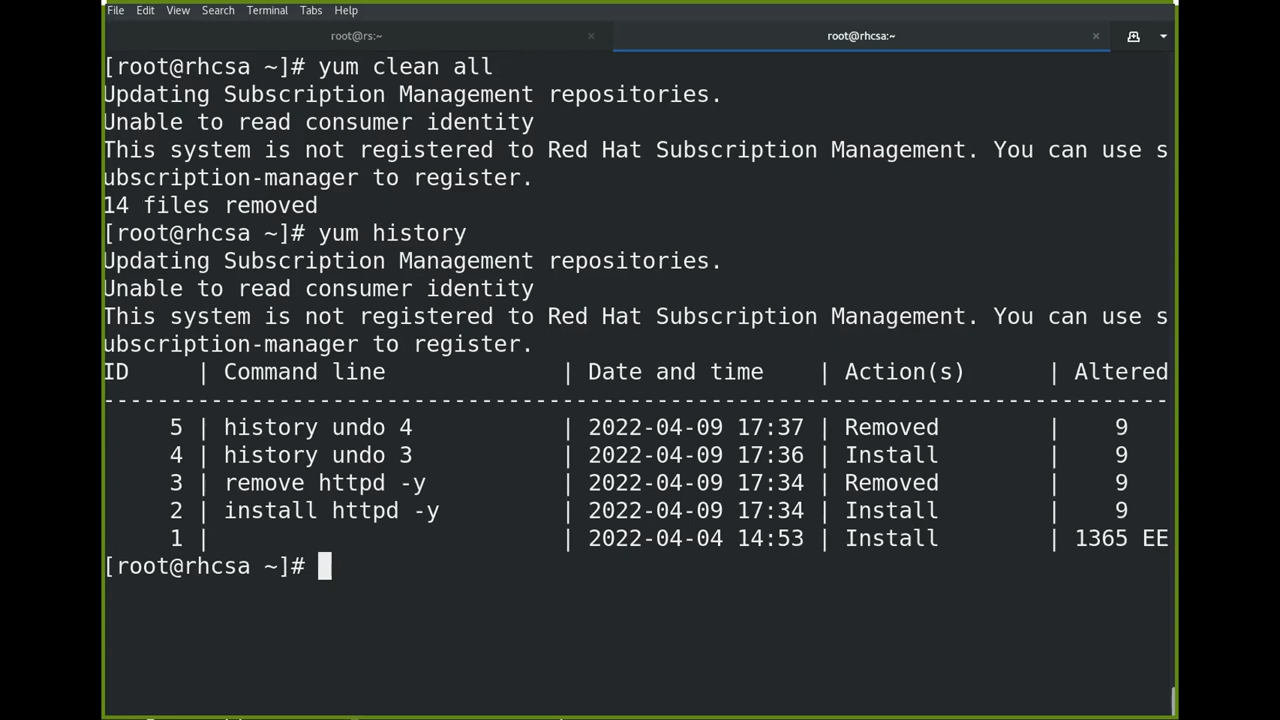 File Edit View Search Terminal Tabs Help
root@rs:~ × root@rhcsa:~ ×
[root@rhcsa ~]# yum clean all
Updating Subscription Management repositories.
Unable to read consumer identity
This system is not registered to Red Hat Subscription Management. You can use s
ubscription-manager to register.
14 files removed
[root@rhcsa ~]# yum history
Updating Subscription Management repositories.
Unable to read consumer identity
This system is not registered to Red Hat Subscription Management. You can use s
ubscription-manager to register.
ID     | Command line             | Date and time    | Action(s)      | Altered
-------------------------------------------------------------------------------
     5 | history undo 4           | 2022-04-09 17:37 | Removed        |    9
     4 | history undo 3           | 2022-04-09 17:36 | Install        |    9
     3 | remove httpd -y          | 2022-04-09 17:34 | Removed        |    9
     2 | install httpd -y         | 2022-04-09 17:34 | Install        |    9
     1 |                          | 2022-04-04 14:53 | Install        | 1365 EE
[root@rhcsa ~]#